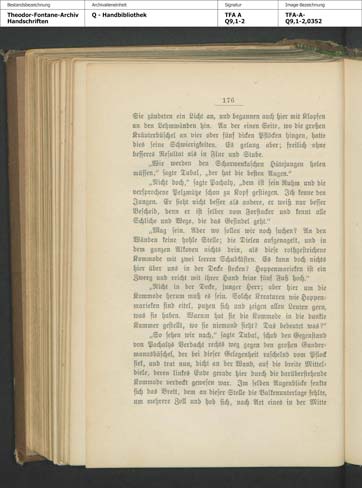 Bestandsbezeichnung
Archivalieneinheit
Signatur
Image-Bezeichnung
Theodor-Fontane-Archiv
Handschriften
Q - Handbibliothek
TFA A
Q9,1-2
TFA-A-
Q9,1-2,0352
176
Sie zündeten ein Licht an, und begannen auch hier mit Klopfen
an den Lehmwänden hin. An der einen Seite, wo die großen
Kräuterbüschel an vier oder fünf dicken Pflöcken hingen, hatte
dies seine Schwierigkeiten. Es gelang aber; freilich ohne
besseres Resultat als in Flur und Stube.
„Wir werden den Scharwenkaschen Hütejungen holen
müssen,“ sagte Tubal, „der hat die besten Augen.“
„Nicht doch,“ sagte Pachaly, „dem ist sein Ruhm und die
versprochene Pelzmütze schon zu Kopf gestiegen. Ich kenne den
Jungen. Er sieht nicht besser als andere, er weiß nur besser
Bescheid, denn er ist selber vom Forstacker und kennt alle
Schliche und Wege, die das Gesindel geht.“
„Mag sein. Aber wo sollen wir noch suchen? An den
Wänden keine hohle Stelle; die Dielen aufgenagelt, und in
dem ganzen Alkoven nichts drin, als diese rothgestrichene
Kommode mit zwei leeren Schubkästen. Es kann doch nichts
hier über uns in der Decke stecken? Hoppenmarieken ist ein
Zwerg und reicht mit ihrer Hand keine fünf Fuß hoch.“
„Nicht in der Decke, junger Herr; aber hier um die
Kommode herum muß es sein. Solche Kreaturen wie Hoppen-
marieken sind eitel, putzen sich und zeigen allen Leuten gern,
was sie haben. Warum hat sie die Kommode in die dunkle
Kammer gestellt, wo sie niemand sieht? Das bedeutet was?“
„So sehen wir nach,“ sagte Tubal, schob den Gegenstand
von Pachalys Verdacht rechts weg gegen den großen Gunder-
mannsbüschel, der bei dieser Gelegenheit raschelnd vom Pflock
fiel, und trat nun, dicht an der Wand, auf die breite Mittel-
diele, deren linkes Ende gerade hier durch die darüberstehende
Kommode verdeckt gewesen war. Im selben Augenblicke senkte
sich das Brett, dem an dieser Stelle die Balkenunterlage fehlte,
um mehrere Zoll und hob sich, nach Art eines in der Mitte